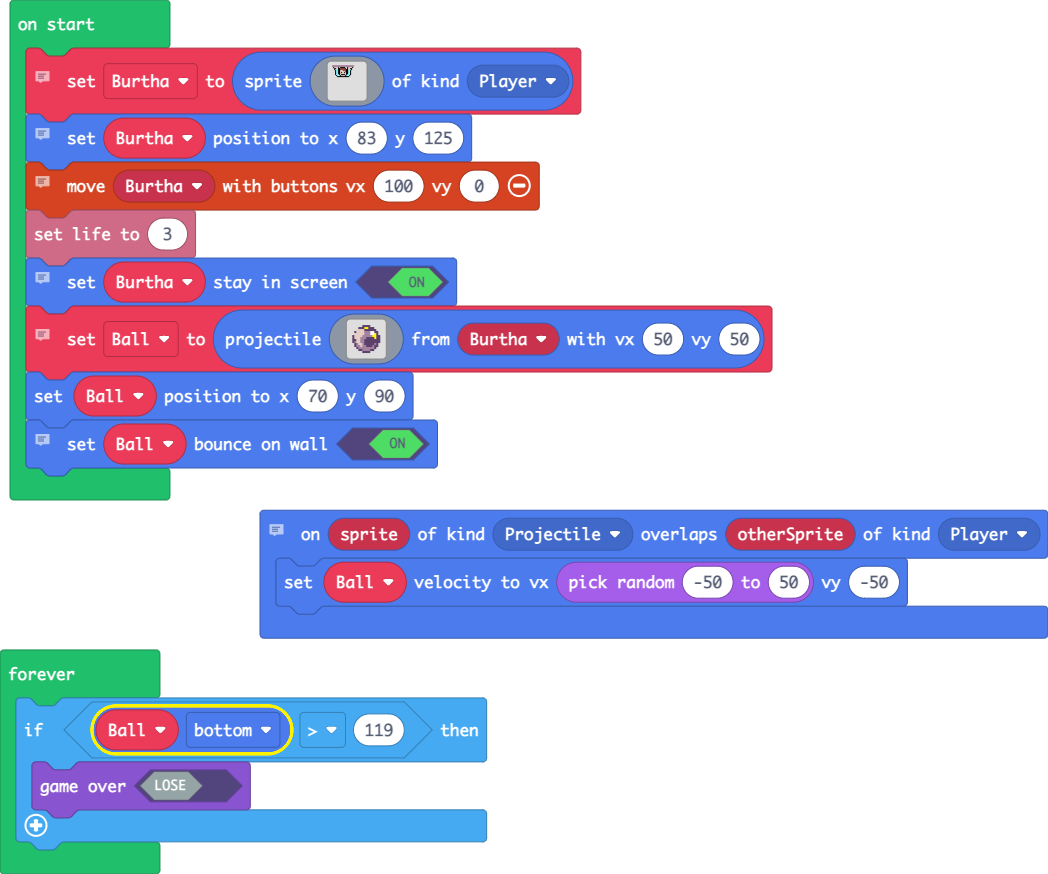 on start
set Burtha to sprite of kind Player
set Burtha position to x 83 y 125
move Burtha with buttons vx 100 vy 0
set life to 3
set Burtha stay in screen ON
set Ball to projectile from Burtha with vx 50 vy 50
set Ball position to x 70 y 90
set Ball bounce on wall ON
on sprite of kind Projectile overlaps otherSprite of kind Player
set Ball velocity to vx pick random -50 to 50 vy -50
forever
if Ball bottom > 119 then
game over LOSE